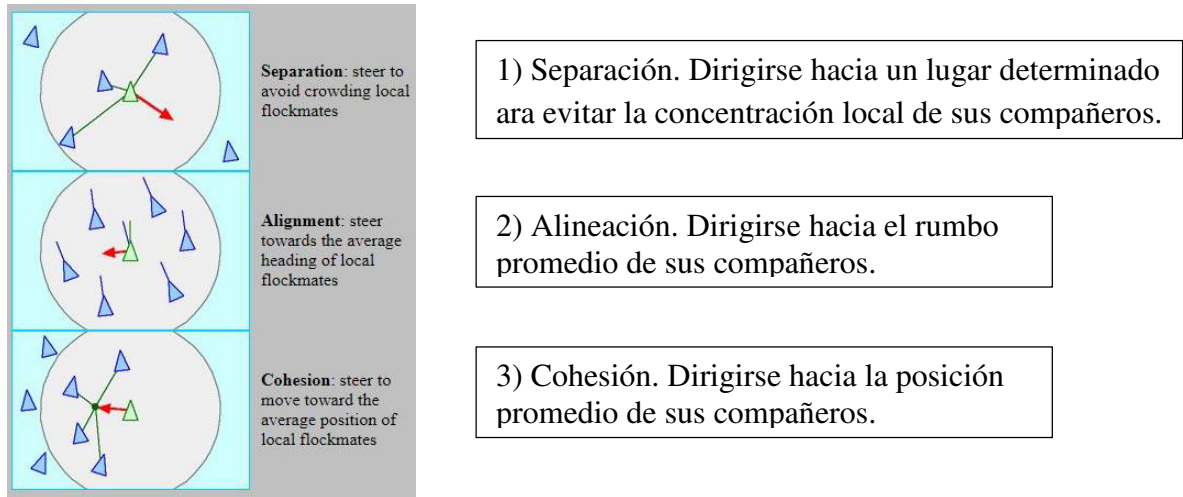 Separation: steer to
avoid crowding local
flockmates
1) Separación. Dirigirse hacia un lugar determinado
ara evitar la concentración local de sus compañeros.
Alignment: steer
towards the average
heading of local
flockmates
2) Alineación. Dirigirse hacia el rumbo
promedio de sus compañeros.
Cohesion: steer to
move toward the
average position of
local flockmates
3) Cohesión. Dirigirse hacia la posición
promedio de sus compañeros.